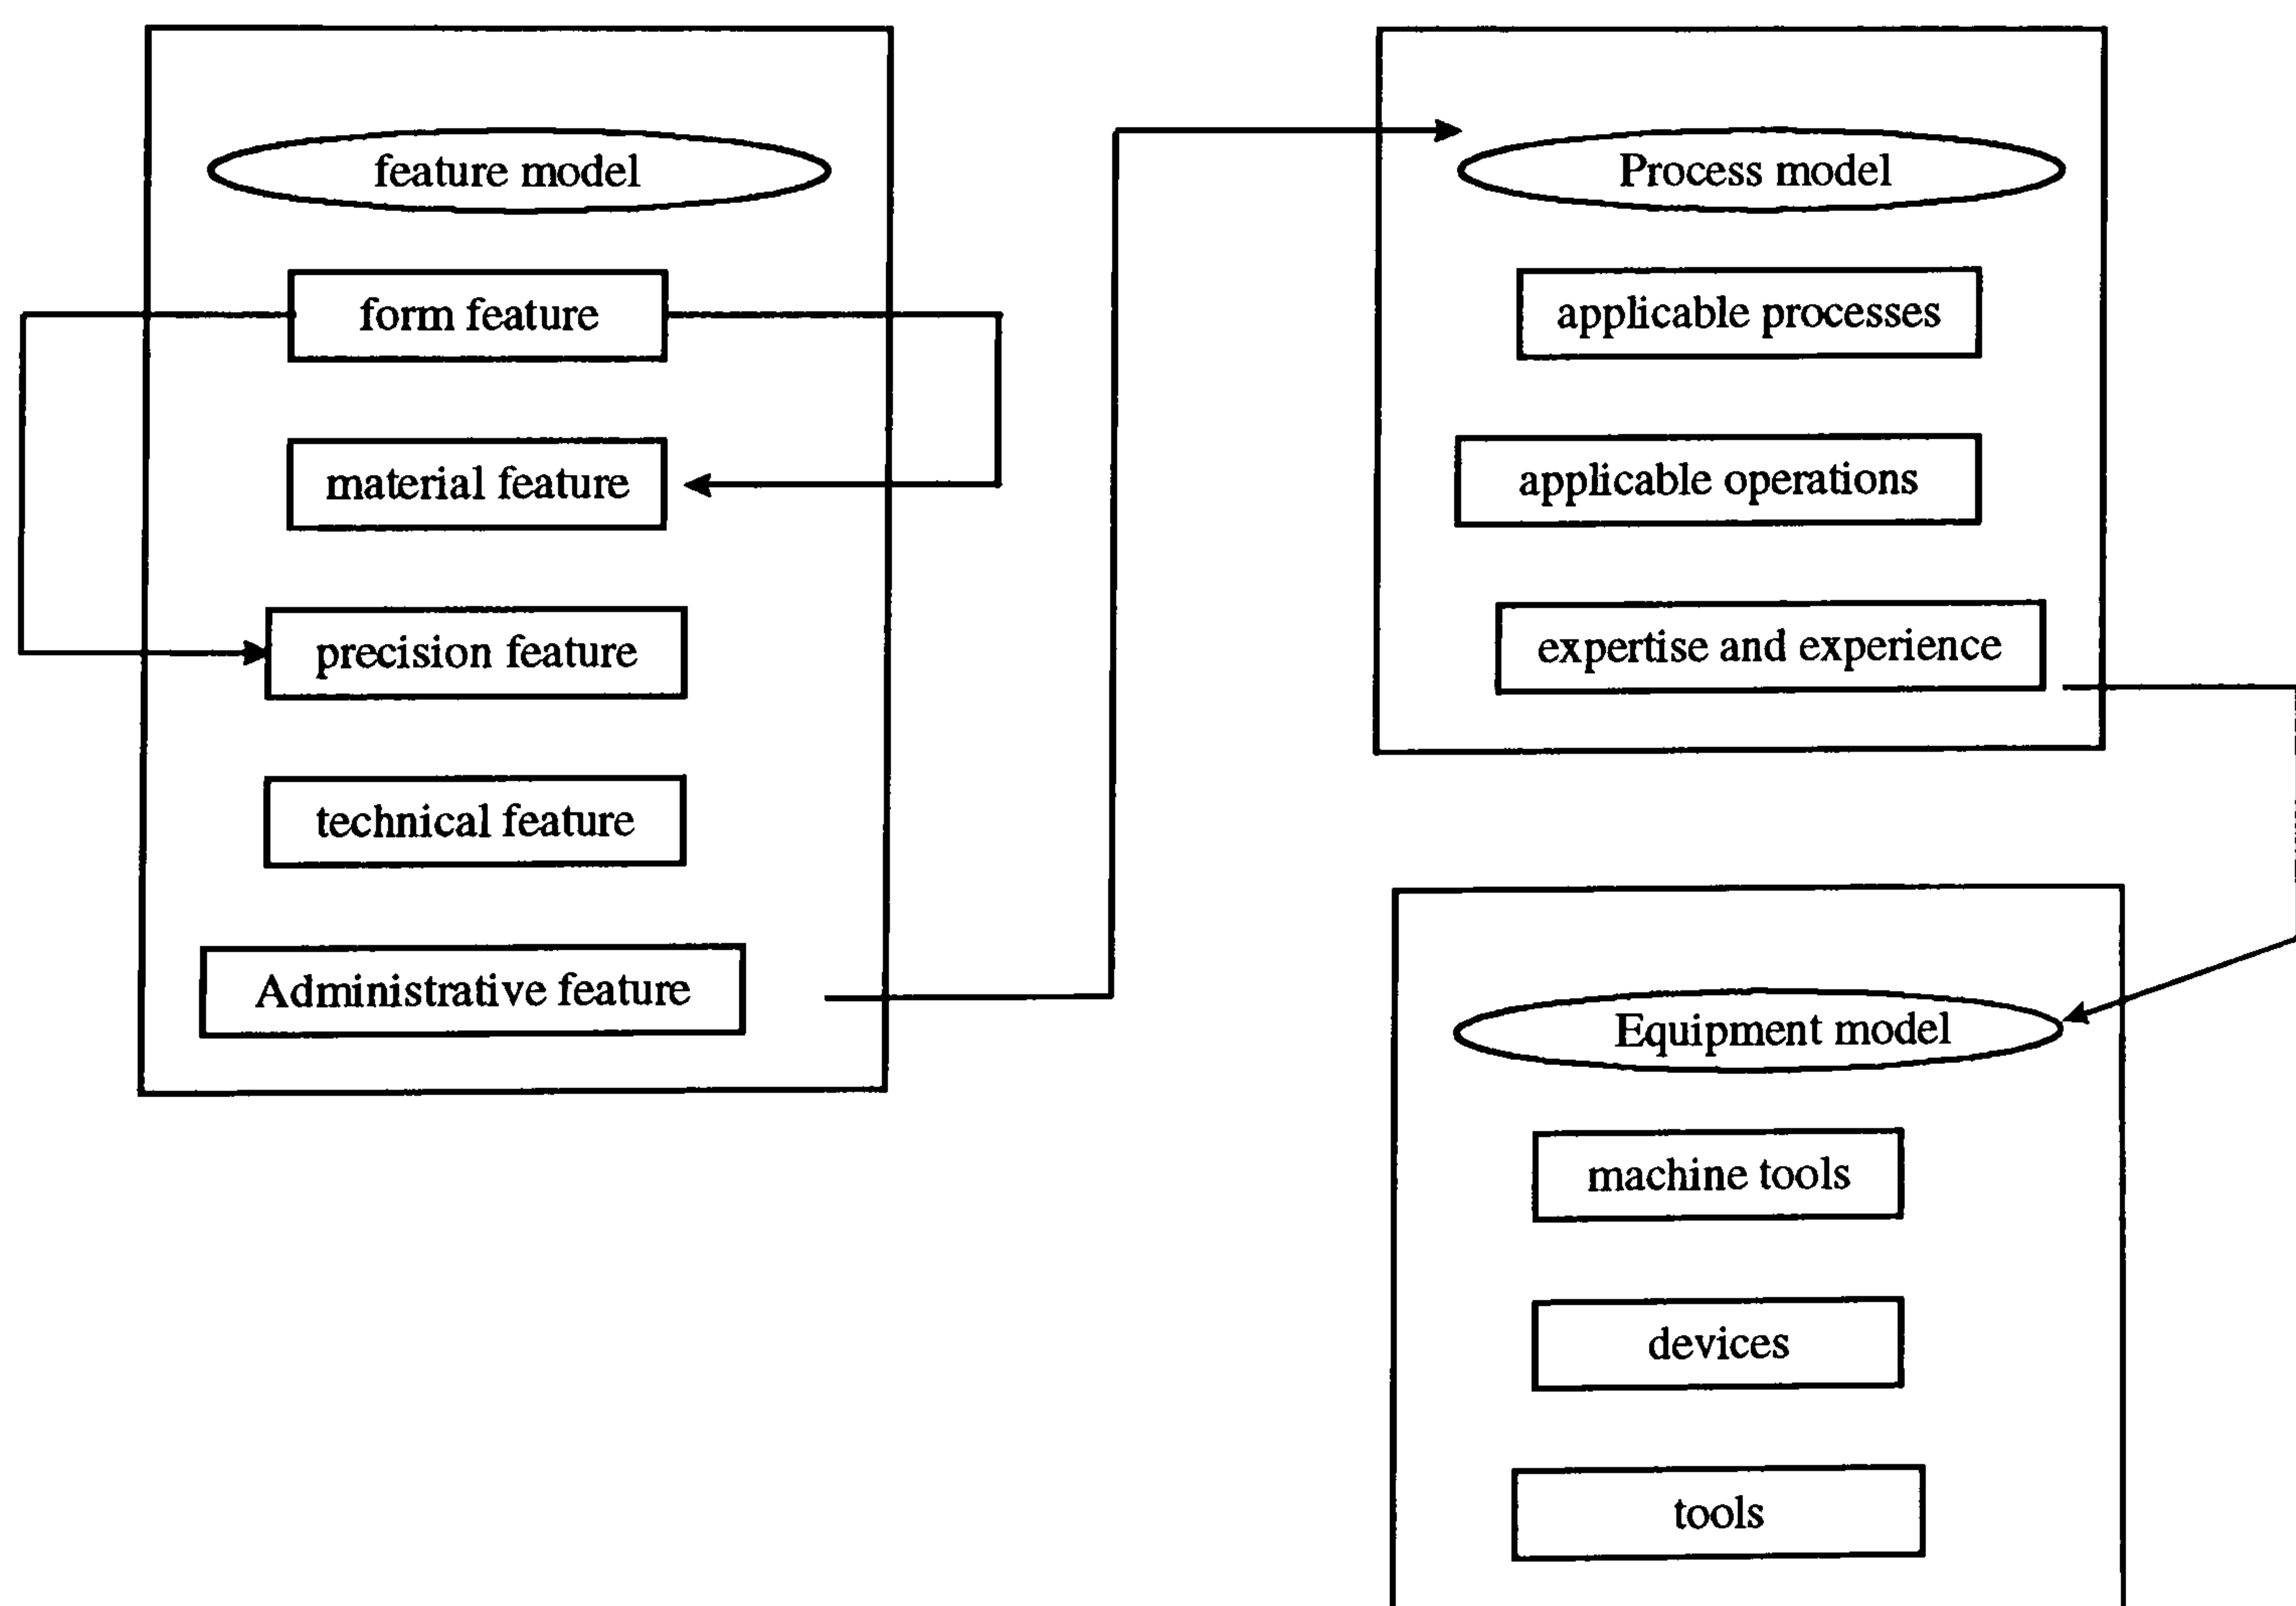 feature model
form feature
material feature
precision feature
technical feature
Administrative feature
Process model
applicable processes
applicable operations
expertise and experience
Equipment model
machine tools
devices
tools